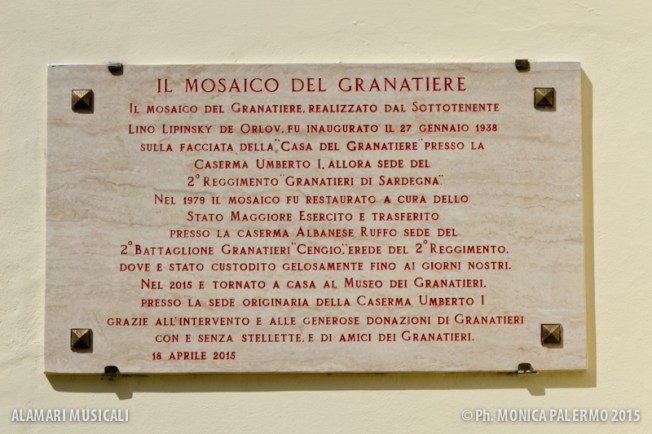 IL MOSAICO DEL GRANATIERE
IL MOSAICO DEL GRANATIERE, REALIZZATO DAL SOTTOTENENTE
LINO LIPINSKY DE ORLOV, FU INAUGURATO IL 27 GENNAIO 1938
SULLA FACCIATA DELLA "CASA DEL GRANATIERE" PRESSO LA
CASERMA UMBERTO I, ALLORA SEDE DEL
2° REGGIMENTO "GRANATIERI DI SARDEGNA".
NEL 1979 IL MOSAICO FU RESTAURATO A CURA DELLO
STATO MAGGIORE ESERCITO E TRASFERITO
PRESSO LA CASERMA ALBANESE RUFFO SEDE DEL
2° BATTAGLIONE GRANATIERI "CENGIO", EREDE DEL 2° REGGIMENTO,
DOVE E STATO CUSTODITO GELOSAMENTE FINO AI GIORNI NOSTRI.
NEL 2015 E TORNATO A CASA AL MUSEO DEI GRANATIERI,
PRESSO LA SEDE ORIGINARIA DELLA CASERMA UMBERTO I
GRAZIE ALL'INTERVENTO E ALLE GENEROSE DONAZIONI DI GRANATIERI
CON E SENZA STELLETTE, E DI AMICI DEI GRANATIERI.
18 APRILE 2015
ALAMARI MUSICALI
© Ph. MONICA PALERMO 2015